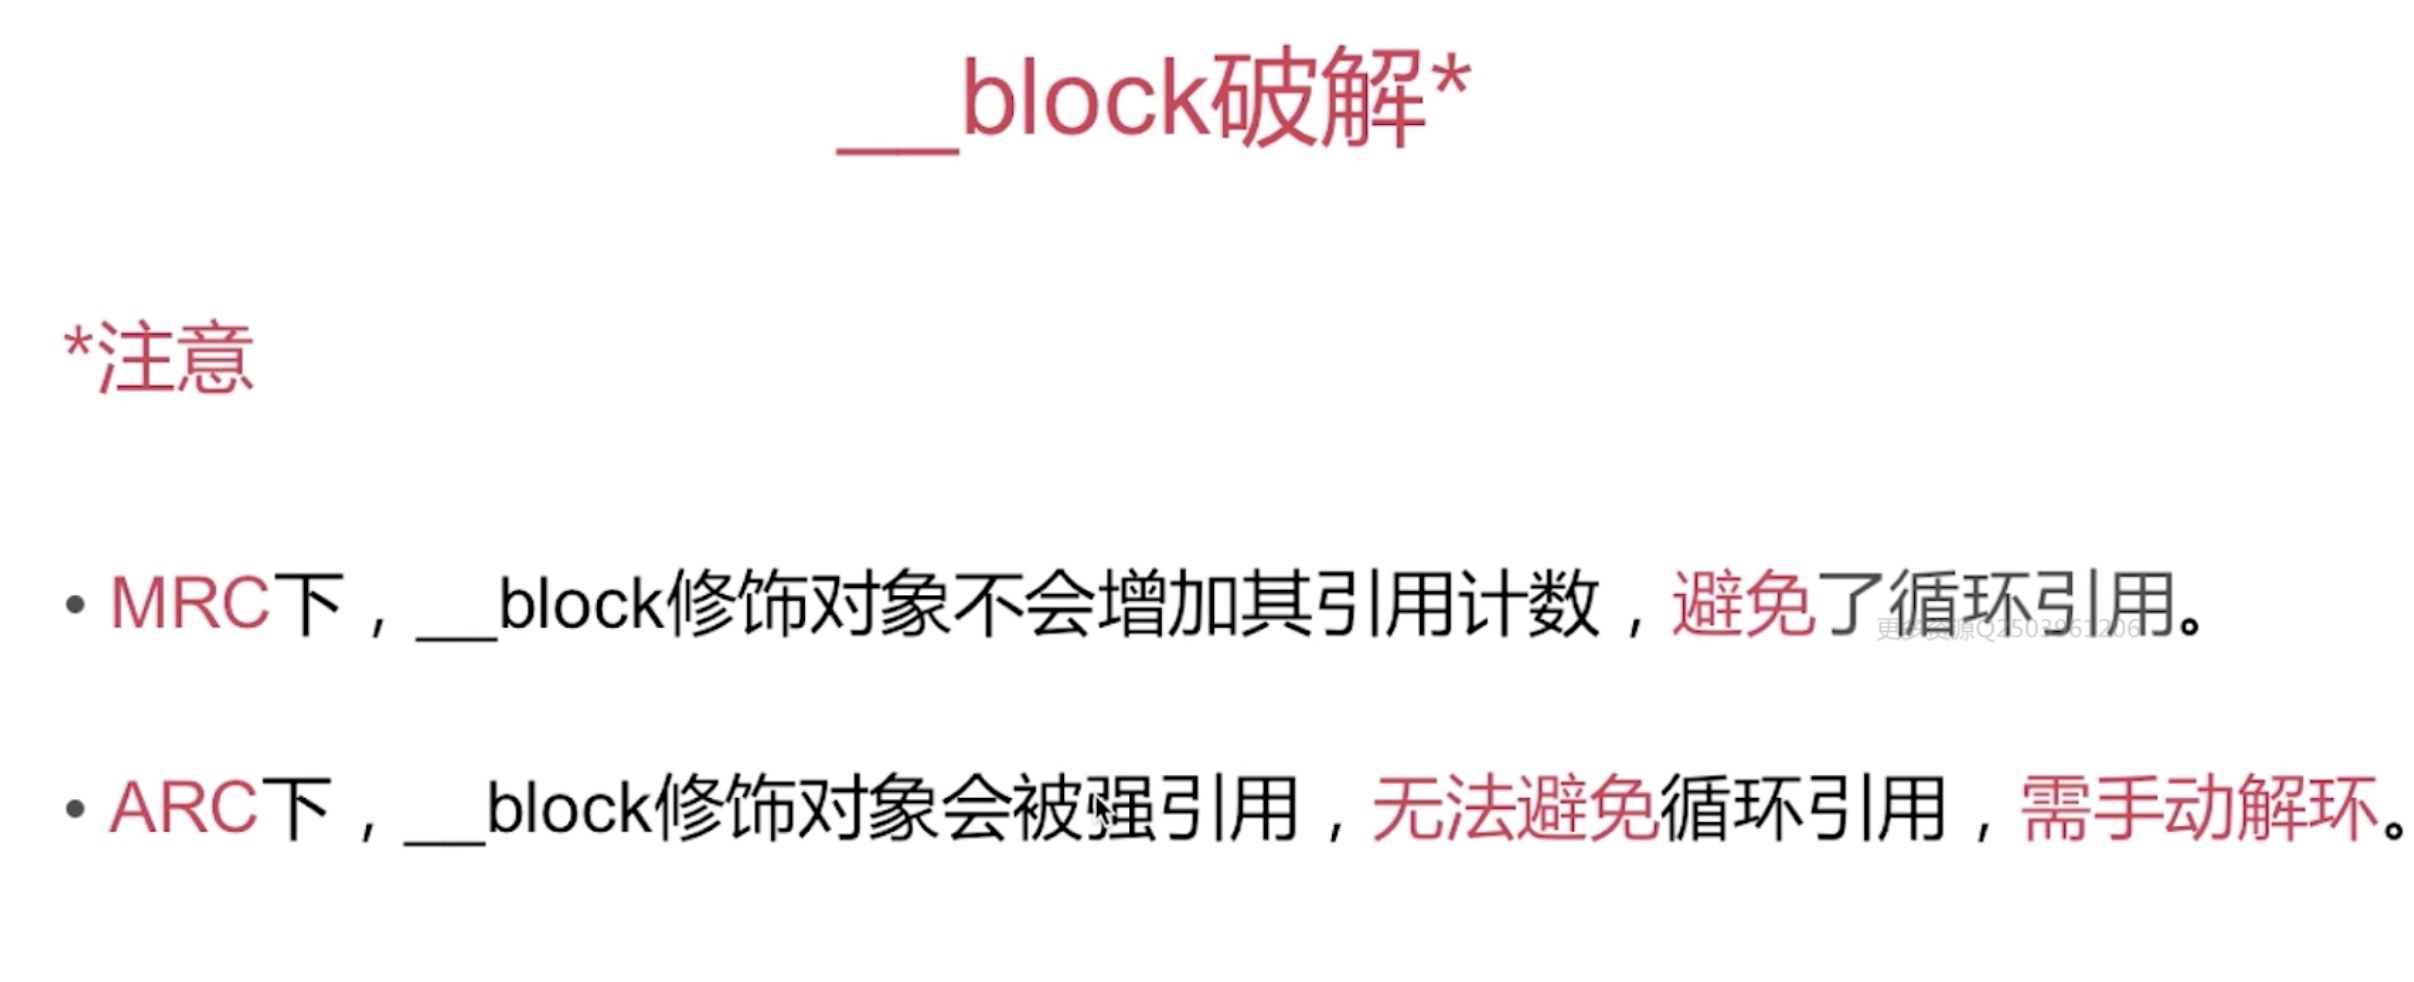 __block破解*
*注意
• MRC下，__block修饰对象不会增加其引用计数，避免了循环引用。
更多资源Q2503961206
• ARC下，__block修饰对象会被强引用，无法避免循环引用，需手动解环。